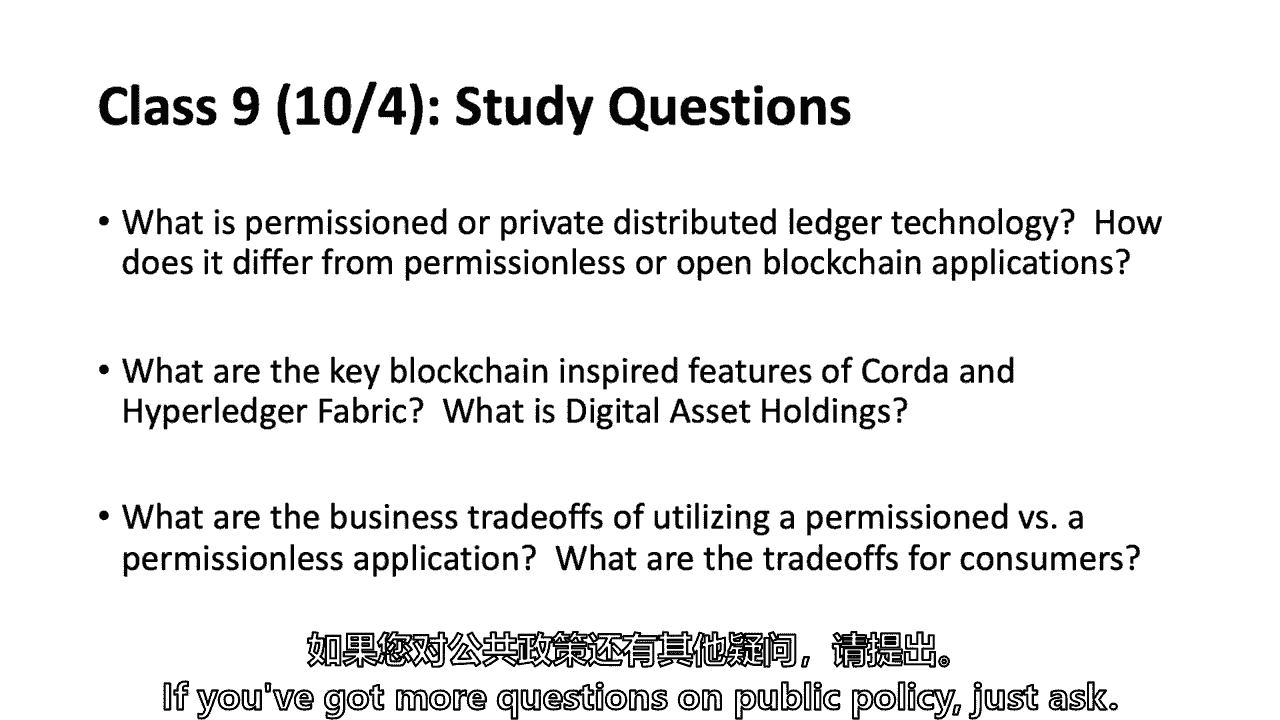 Class 9 (10/4): Study Questions
• What is permissioned or private distributed ledger technology?  How
does it differ from permissionless or open blockchain applications?
• What are the key blockchain inspired features of Corda and
Hyperledger Fabric?  What is Digital Asset Holdings?
• What are the business tradeoffs of utilizing a permissioned vs. a
permissionless application?  What are the tradeoffs for consumers?
如果您对公共政策还有其他疑问，请提出。
If you've got more questions on public policy, just ask.